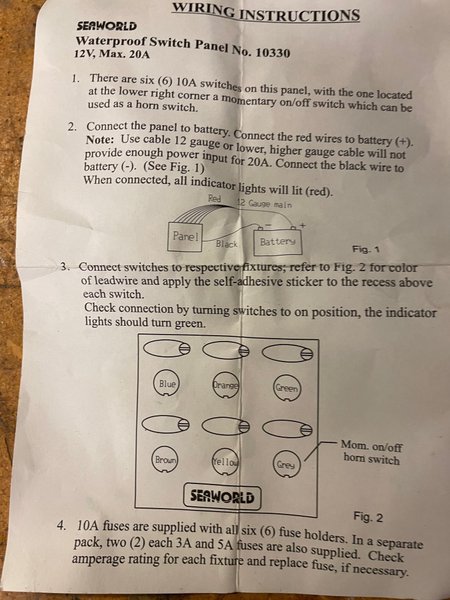 WIRING INSTRUCTIONS
SEAWORLD
Waterproof Switch Panel No. 10330
12V, Max. 20A
1. There are six (6) 10A switches on this panel, with the one located
at the lower right corner a momentary on/off switch which can be
used as a horn switch.
2. Connect the panel to battery. Connect the red wires to battery (+).
Note: Use cable 12 gauge or lower, higher gauge cable will not
provide enough power input for 20A. Connect the black wire to
battery (-). (See Fig. 1)
When connected, all indicator lights will lit (red).
Red 12 Gauge main
- +
Panel Black Battery
Fig. 1
3. Connect switches to respective fixtures; refer to Fig. 2 for color
of leadwire and apply the self-adhesive sticker to the recess above
each switch.
Check connection by turning switches to on position, the indicator
lights should turn green.
Blue Orange Green
Brown Yellow Grey
Mom. on/off
horn switch
SEAWORLD
Fig. 2
4. 10A fuses are supplied with all six (6) fuse holders. In a separate
pack, two (2) each 3A and 5A fuses are also supplied. Check
amperage rating for each fixture and replace fuse, if necessary.